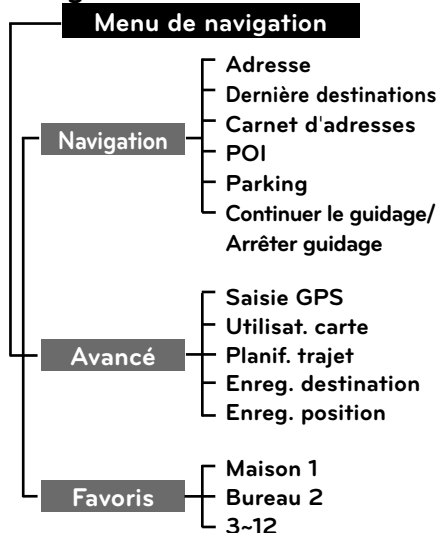 Menu de navigation
Navigation
Adresse
Dernière destinations
Carnet d'adresses
POI
Parking
Continuer le guidage/
Arrêter guidage
Avancé
Saisie GPS
Utilisat. carte
Planif. trajet
Enreg. destination
Enreg. position
Favoris
Maison 1
Bureau 2
3~12